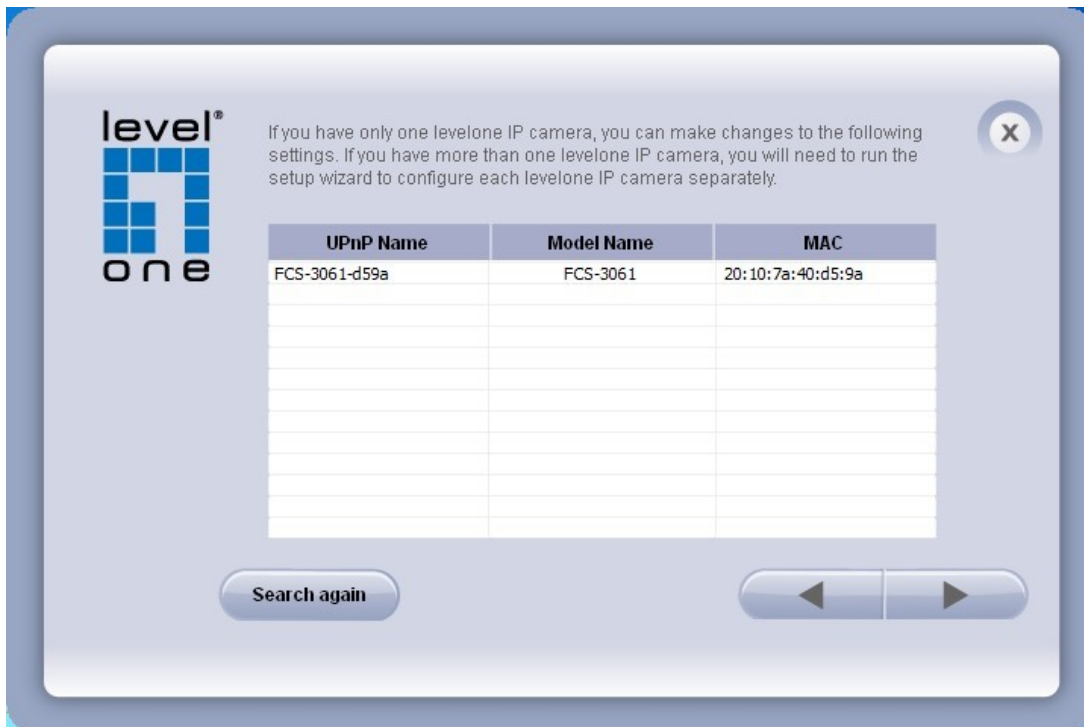 level®
one
If you have only one levelone IP camera, you can make changes to the following
settings. If you have more than one levelone IP camera, you will need to run the
setup wizard to configure each levelone IP camera separately.
X
UPnP Name Model Name MAC
FCS-3061-d59a FCS-3061 20:10:7a:40:d5:9a
Search again